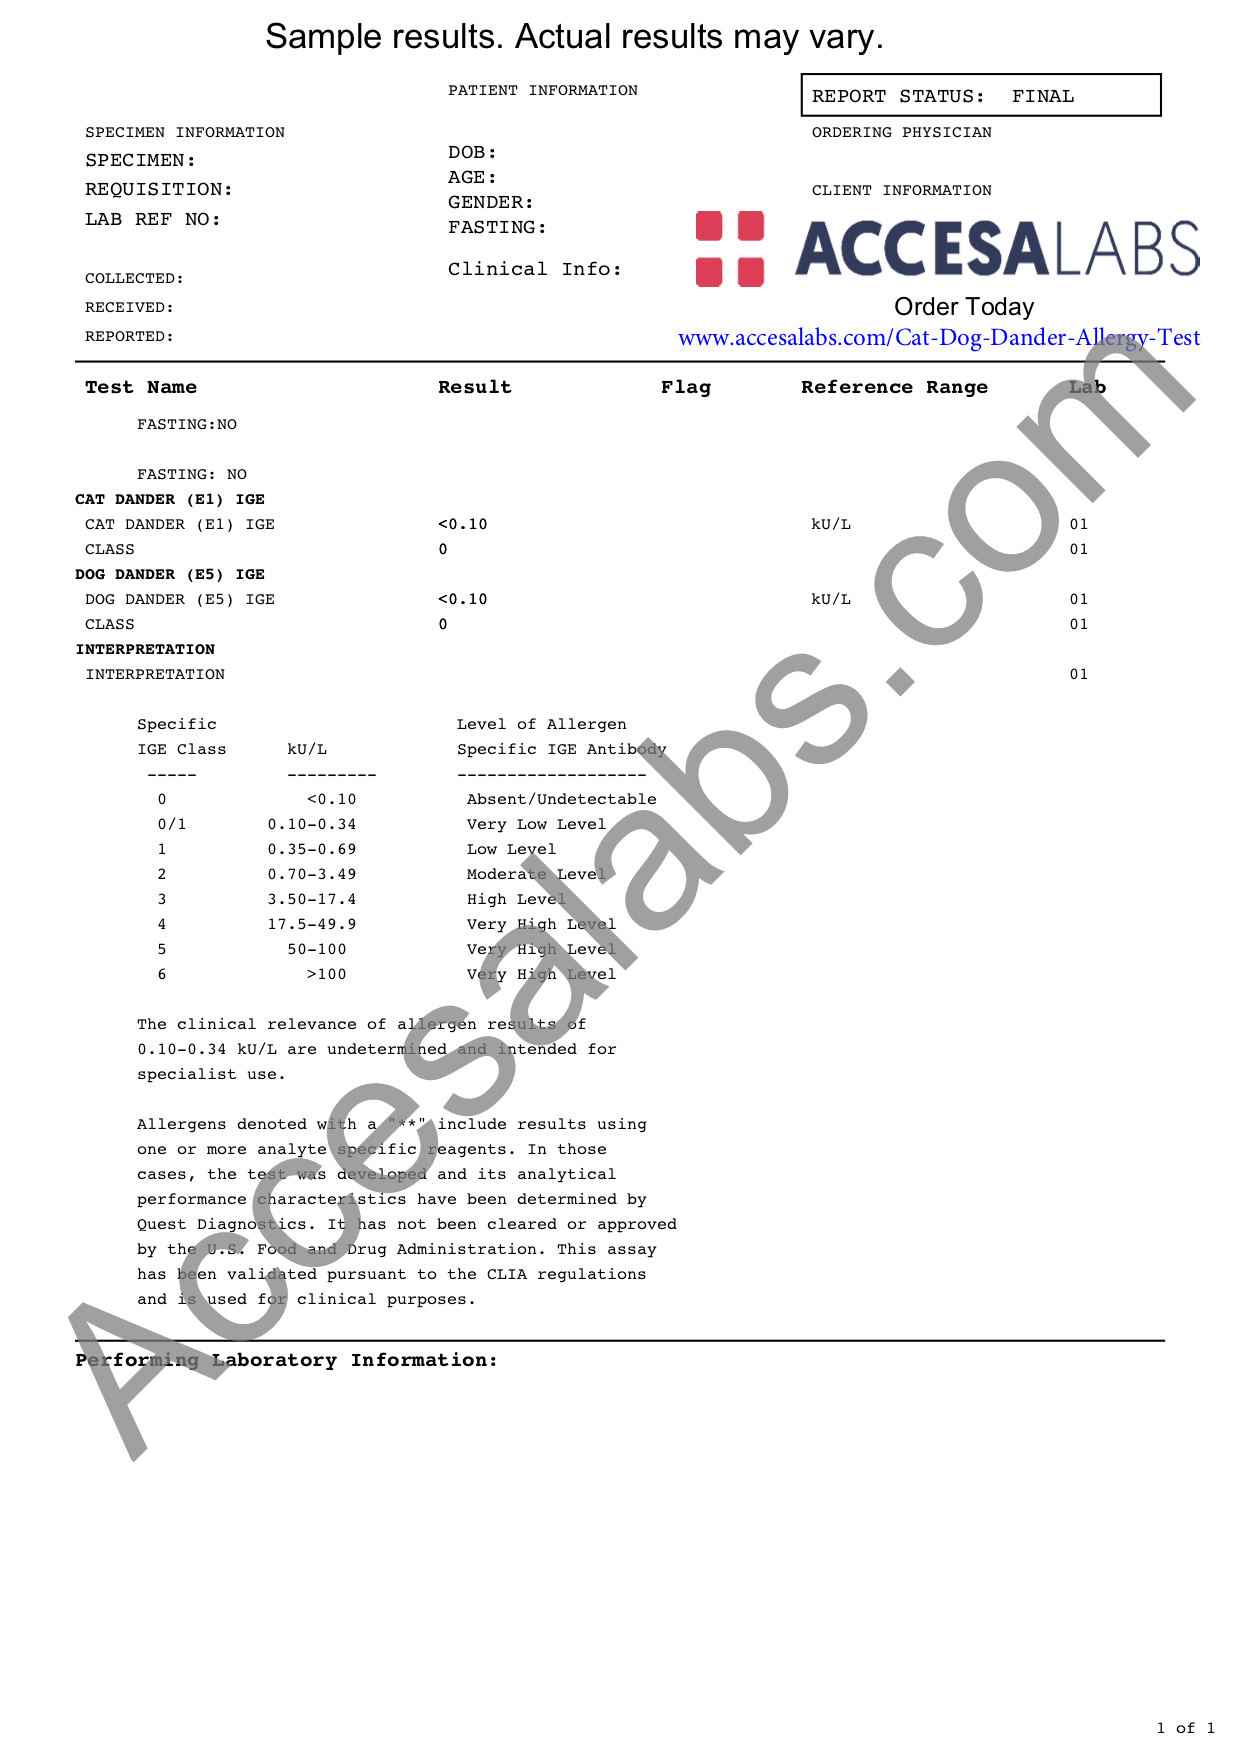 Sample results. Actual results may vary.
PATIENT INFORMATION
REPORT STATUS: FINAL
SPECIMEN INFORMATION
ORDERING PHYSICIAN
SPECIMEN:
DOB:
REQUISITION:
AGE:
CLIENT INFORMATION
LAB REF NO:
GENDER:
FASTING:
ACCESALABS
Clinical Info:
COLLECTED:
RECEIVED:
Order Today
REPORTED:
www.accesalabs.com/Cat-Dog-Dander-Allergy-Test
Test Name Result Flag Reference Range Lab
FASTING:NO
FASTING: NO
CAT DANDER (E1) IGE
CAT DANDER (E1) IGE <0.10 kU/L 01
CLASS 0 01
DOG DANDER (E5) IGE
DOG DANDER (E5) IGE <0.10 kU/L 01
CLASS 0 01
INTERPRETATION
INTERPRETATION 01
Specific Level of Allergen
IGE Class kU/L Specific IGE Antibody
----- --------- -------------------
0 <0.10 Absent/Undetectable
0/1 0.10-0.34 Very Low Level
1 0.35-0.69 Low Level
2 0.70-3.49 Moderate Level
3 3.50-17.4 High Level
4 17.5-49.9 Very High Level
5 50-100 Very High Level
6 >100 Very High Level
The clinical relevance of allergen results of
0.10-0.34 kU/L are undetermined and intended for
specialist use.
Allergens denoted with a "**" include results using
one or more analyte specific reagents. In those
cases, the test was developed and its analytical
performance characteristics have been determined by
Quest Diagnostics. It has not been cleared or approved
by the U.S. Food and Drug Administration. This assay
has been validated pursuant to the CLIA regulations
and is used for clinical purposes.
Performing Laboratory Information:
Accesalabs.com
1 of 1